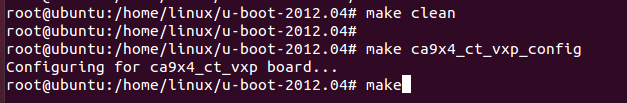 root@ubuntu:/home/linux/u-boot-2012.04# make clean
root@ubuntu:/home/linux/u-boot-2012.04#
root@ubuntu:/home/linux/u-boot-2012.04# make ca9x4_ct_vxp_config
Configuring for ca9x4_ct_vxp board...
root@ubuntu:/home/linux/u-boot-2012.04# make